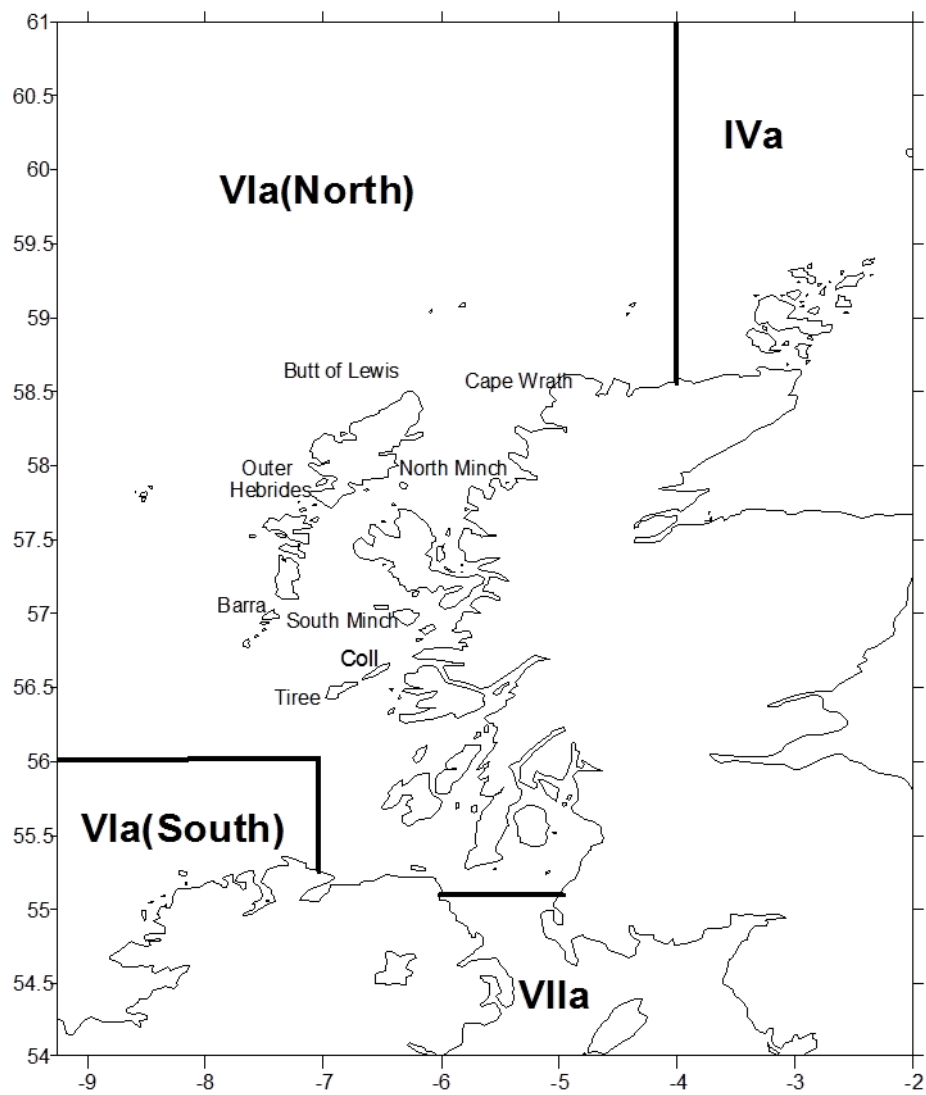 61
60.5
60
59.5
59
58.5
58
57.5
57
56.5
56
55.5
55
54.5
54
IVa
VIa(North)
Butt of Lewis
Cape Wrath
Outer
Hebrides
North Minch
Barra
South Minch
Coll
Tiree
VIa(South)
VIIa
-9
-8
-7
-6
-5
-4
-3
-2